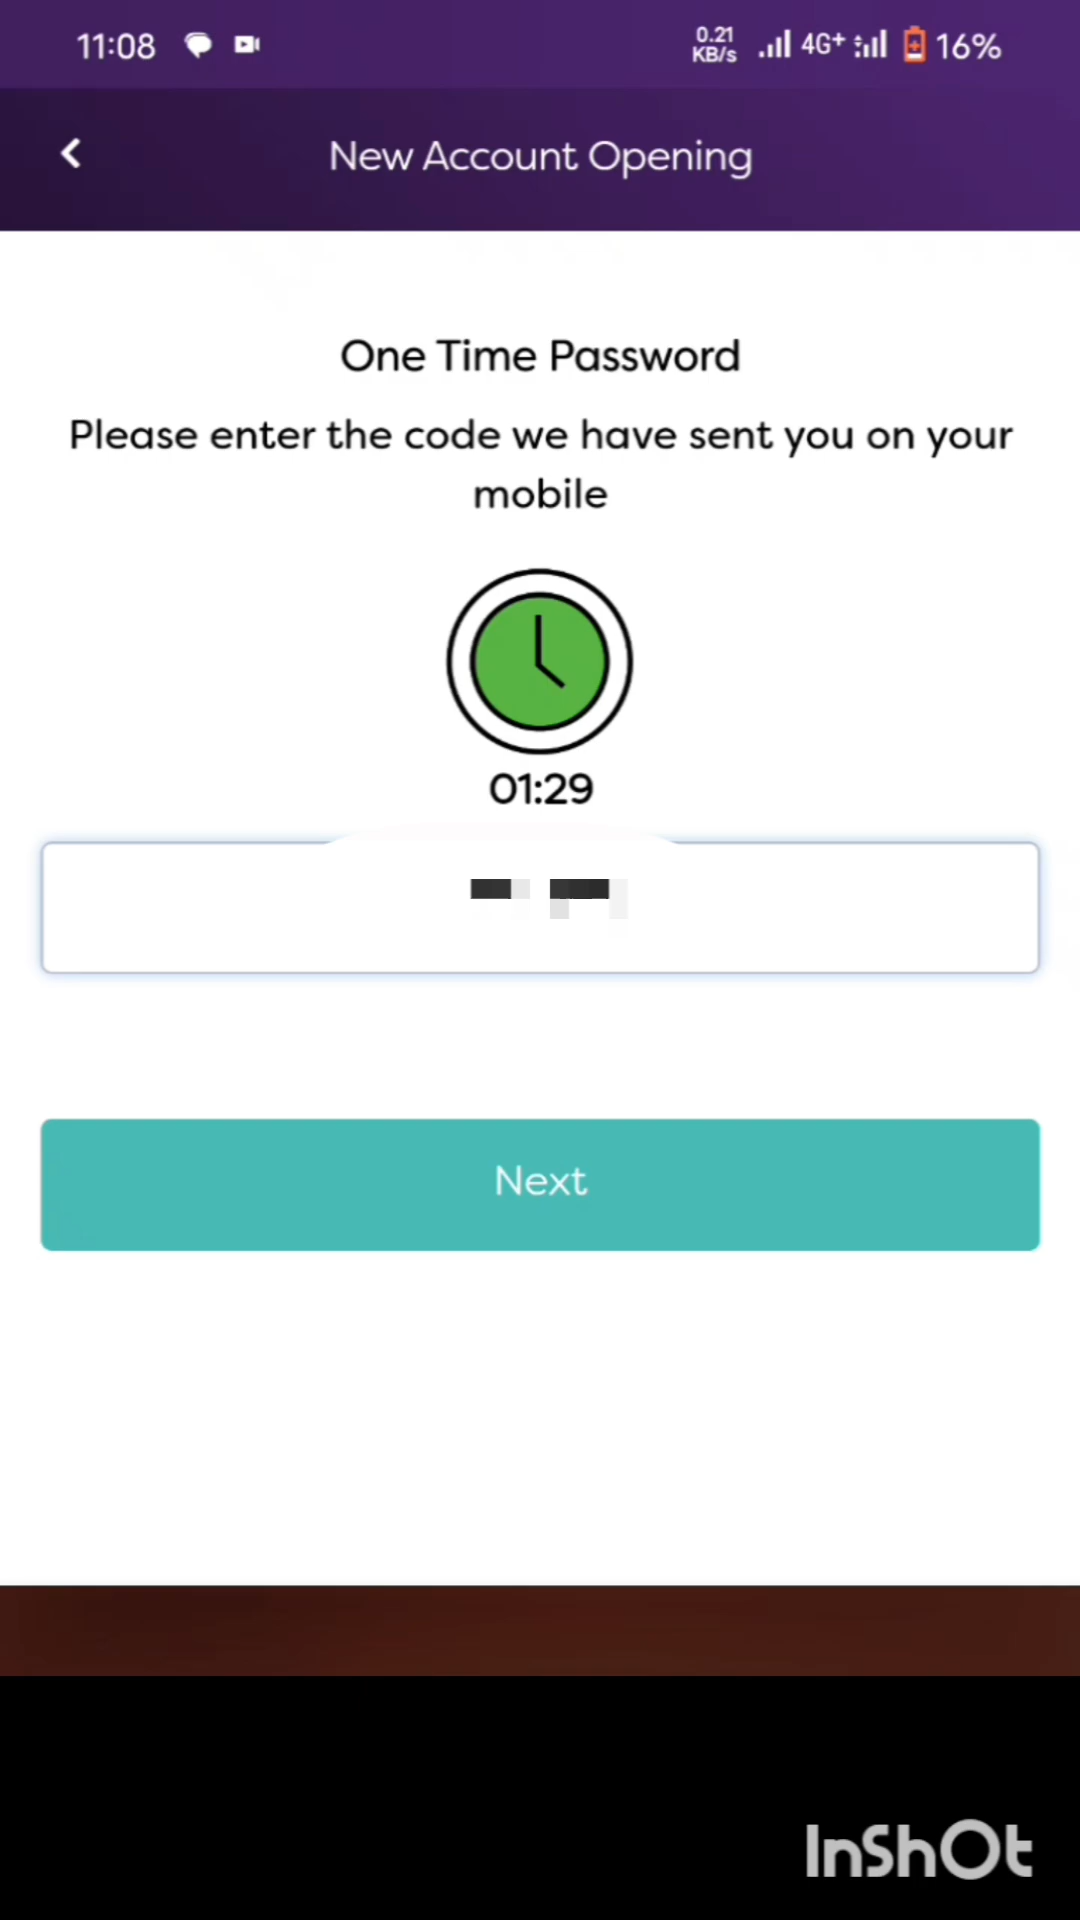 11:08
0.21
KB/s
4G+
16%
New Account Opening
One Time Password
Please enter the code we have sent you on your
mobile
01:29
Next
InShOt